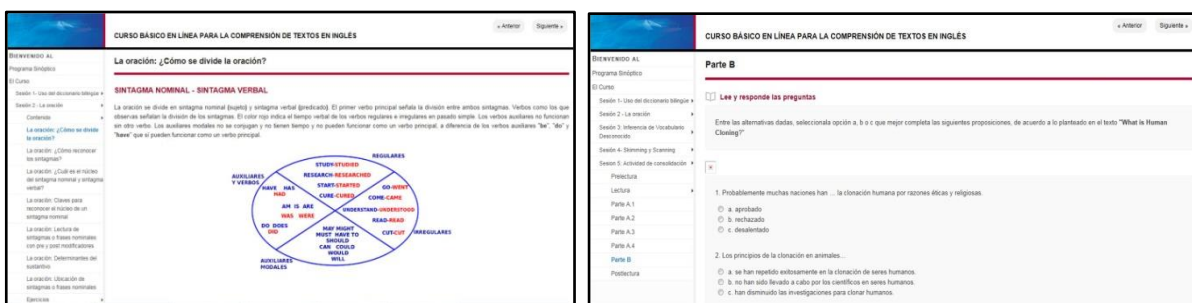 « Anterior Siguiente »
CURSO BÁSICO EN LÍNEA PARA LA COMPRENSIÓN DE TEXTOS EN INGLÉS
BIENVENIDO AL
Programa Sinóptico
El Curso
Sesión 1- Uso del diccionario bilingüe
Sesión 2 - La oración
Contenido
La oración: ¿Cómo se divide
la oración?
La oración: ¿Cómo reconocer
los sintagmas?
La oración: ¿Cuál es el núcleo
del sintagma nominal y sintagma
verbal?
La oración: Claves para
reconocer el núcleo de un
sintagma nominal
La oración: Lectura de
sintagmas o frases nominales
con pre y post modificadores
La oración: Determinantes del
sustantivo
La oración: Ubicación de
sintagmas o frases nominales
Ejercicios
La oración: ¿Cómo se divide la oración?
SINTAGMA NOMINAL - SINTAGMA VERBAL
La oración se divide en sintagma nominal (sujeto) y sintagma verbal (predicado). El primer verbo principal señala la división entre ambos sintagmas. Verbos como los que
observas señalan la división de los sintagmas. El color rojo indica el tiempo verbal de los verbos regulares e irregulares en pasado simple. Los verbos auxiliares no funcionan
sin otro verbo. Los auxiliares modales no se conjugan y no tienen tiempo y no pueden funcionar como un verbo principal, a diferencia de los verbos auxiliares "be", "do" y
"have" que sí pueden funcionar como un verbo principal.
REGULARES
STUDY-STUDIED
RESEARCH-RESEARCHED
START-STARTED
CURE-CURED
AUXILIARES
Y VERBOS
HAVE HAS
HAD
AM IS ARE
WAS WERE
DO DOES
DID
GO-WENT
COME-CAME
UNDERSTAND-UNDERSTOOD
READ-READ
CUT-CUT
IRREGULARES
MAY MIGHT
MUST HAVE TO
SHOULD
CAN COULD
WOULD
WILL
AUXILIARES
MODALES
« Anterior Siguiente »
CURSO BÁSICO EN LÍNEA PARA LA COMPRENSIÓN DE TEXTOS EN INGLÉS
BIENVENIDO AL
Programa Sinóptico
El Curso
Sesión 1- Uso del diccionario bilingüe
Sesión 2 - La oración
Sesión 3: Inferencia de Vocabulario
Desconocido
Sesión 4- Skimming y Scanning
Sesion 5: Actividad de consolidación
Prelectura
Lectura
Parte A.1
Parte A.2
Parte A.3
Parte A.4
Parte B
Postlectura
Parte B
Lee y responde las preguntas
Entre las alternativas dadas, selecciona la opción a, b o c que mejor completa las siguientes proposiciones, de acuerdo a lo planteado en el texto "What is Human
Cloning?"
1. Probablemente muchas naciones han ... la clonación humana por razones éticas y religiosas.
a. aprobado
b. rechazado
c. desalentado
2. Los principios de la clonación en animales...
a. se han repetido exitosamente en la clonación de seres humanos.
b. no han sido llevado a cabo por los científicos en seres humanos.
c. han disminuido las investigaciones para clonar humanos.